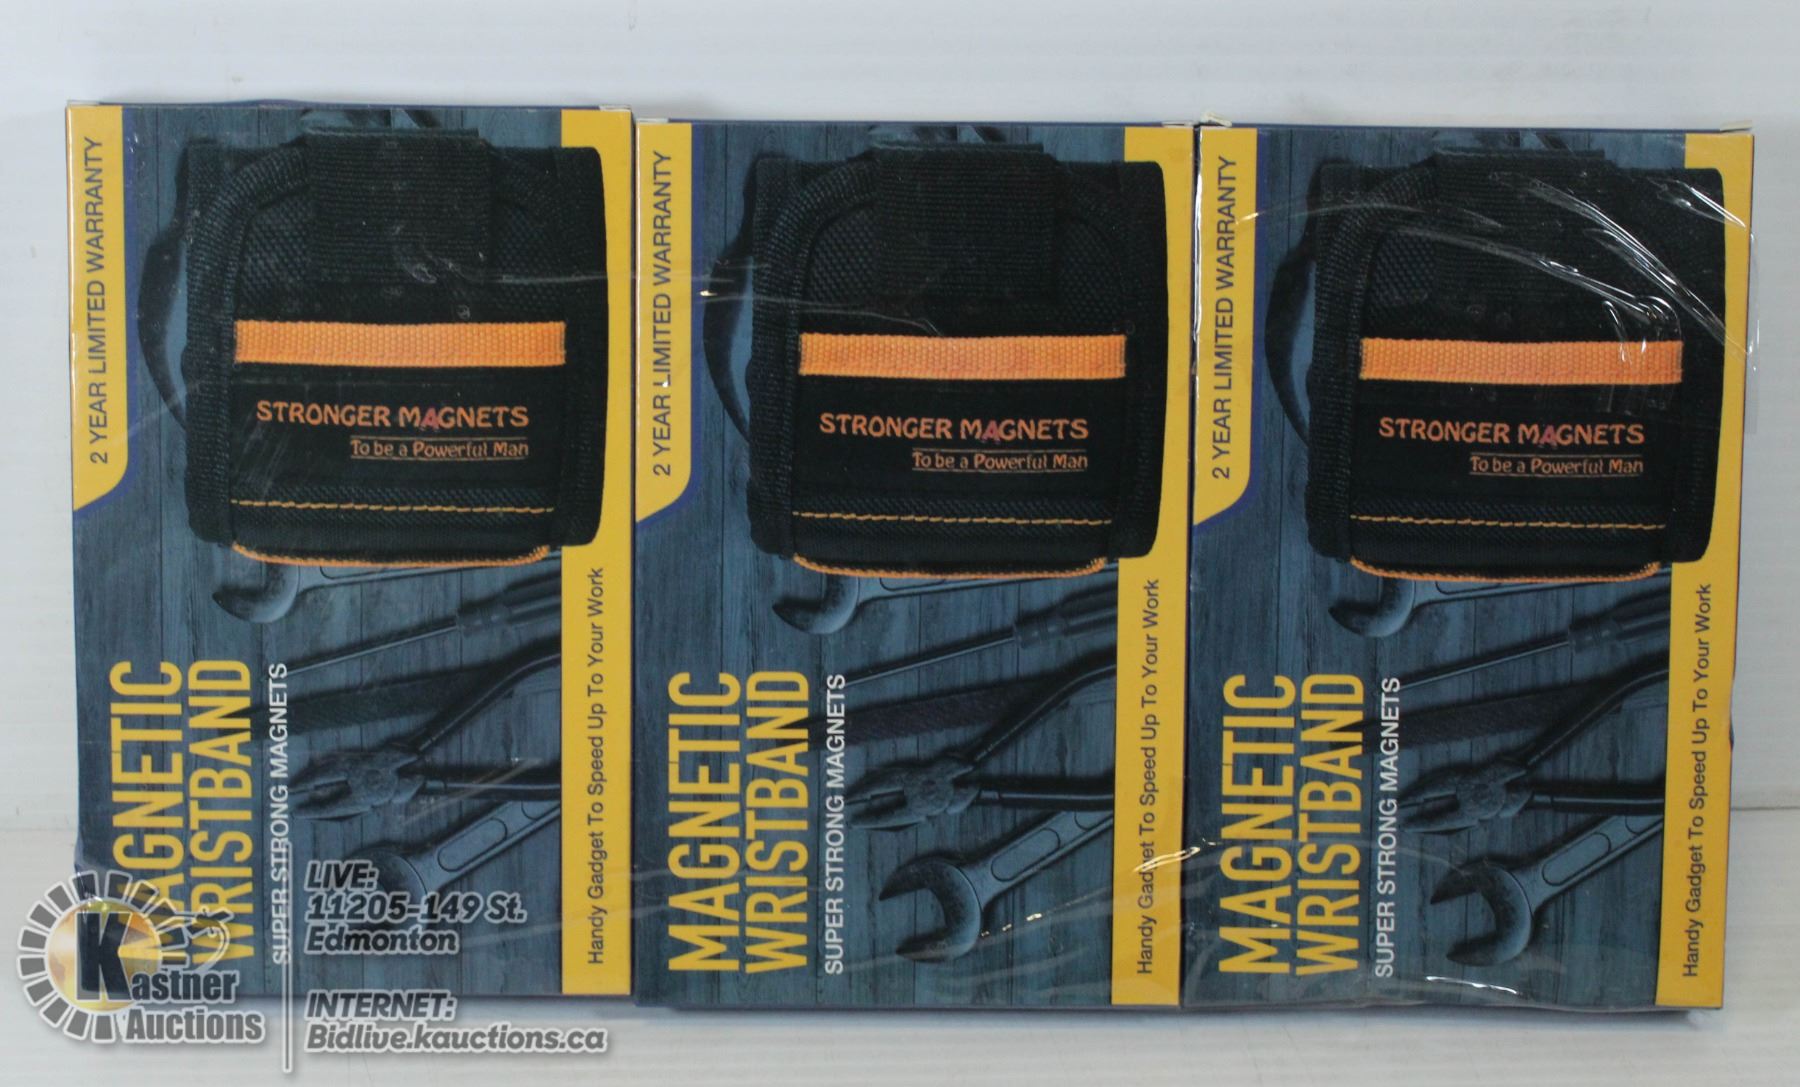 2 YEAR LIMITED WARRANTY
STRONGER MAGNETS
To be a Powerful Man
MAGNETIC
WRISTBAND
SUPER STRONG MAGNETS
Handy Gadget To Speed Up To Your Work
2 YEAR LIMITED WARRANTY
STRONGER MAGNETS
To be a Powerful Man
MAGNETIC
WRISTBAND
SUPER STRONG MAGNETS
Handy Gadget To Speed Up To Your Work
2 YEAR LIMITED WARRANTY
STRONGER MAGNETS
To be a Powerful Man
MAGNETIC
WRISTBAND
SUPER STRONG MAGNETS
Handy Gadget To Speed Up To Your Work
Kastner
Auctions
LIVE:
11205-149 St.
Edmonton
INTERNET:
Bidlive.kauctions.ca